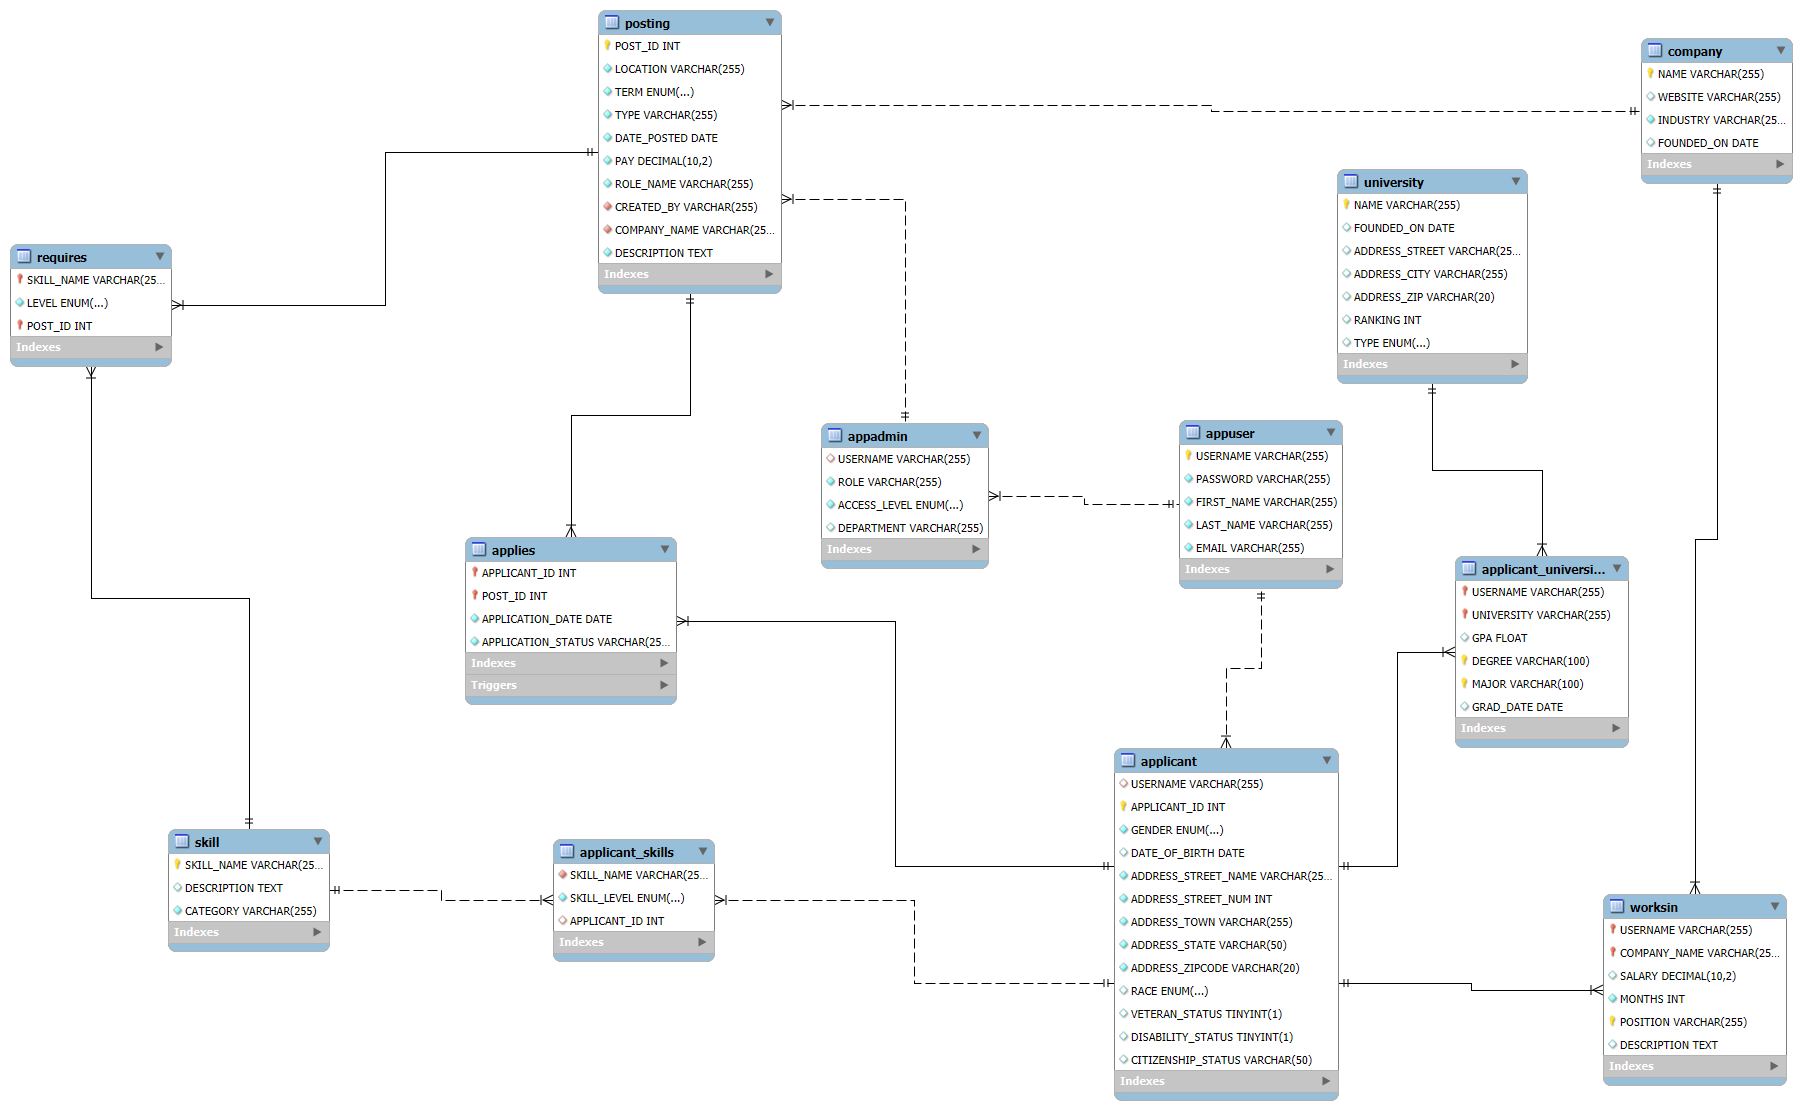 posting
POST_ID INT
LOCATION VARCHAR(255)
TERM ENUM(...)
TYPE VARCHAR(255)
DATE_POSTED DATE
PAY DECIMAL(10,2)
ROLE_NAME VARCHAR(255)
CREATED_BY VARCHAR(255)
COMPANY_NAME VARCHAR(25...
DESCRIPTION TEXT
Indexes
company
NAME VARCHAR(255)
WEBSITE VARCHAR(255)
INDUSTRY VARCHAR(25...
FOUNDED_ON DATE
Indexes
university
NAME VARCHAR(255)
FOUNDED_ON DATE
ADDRESS_STREET VARCHAR(25...
ADDRESS_CITY VARCHAR(255)
ADDRESS_ZIP VARCHAR(20)
RANKING INT
TYPE ENUM(...)
Indexes
requires
SKILL_NAME VARCHAR(25...
LEVEL ENUM(...)
POST_ID INT
Indexes
appadmin
USERNAME VARCHAR(255)
ROLE VARCHAR(255)
ACCESS_LEVEL ENUM(...)
DEPARTMENT VARCHAR(255)
Indexes
appuser
USERNAME VARCHAR(255)
PASSWORD VARCHAR(255)
FIRST_NAME VARCHAR(255)
LAST_NAME VARCHAR(255)
EMAIL VARCHAR(255)
Indexes
applies
APPLICANT_ID INT
POST_ID INT
APPLICATION_DATE DATE
APPLICATION_STATUS VARCHAR(25...
Indexes
Triggers
applicant_universi...
USERNAME VARCHAR(255)
UNIVERSITY VARCHAR(255)
GPA FLOAT
DEGREE VARCHAR(100)
MAJOR VARCHAR(100)
GRAD_DATE DATE
Indexes
applicant
USERNAME VARCHAR(255)
APPLICANT_ID INT
GENDER ENUM(...)
DATE_OF_BIRTH DATE
ADDRESS_STREET_NAME VARCHAR(25...
ADDRESS_STREET_NUM INT
ADDRESS_TOWN VARCHAR(255)
ADDRESS_STATE VARCHAR(50)
ADDRESS_ZIPCODE VARCHAR(20)
RACE ENUM(...)
VETERAN_STATUS TINYINT(1)
DISABILITY_STATUS TINYINT(1)
CITIZENSHIP_STATUS VARCHAR(50)
Indexes
skill
SKILL_NAME VARCHAR(25...
DESCRIPTION TEXT
CATEGORY VARCHAR(255)
Indexes
applicant_skills
SKILL_NAME VARCHAR(25...
SKILL_LEVEL ENUM(...)
APPLICANT_ID INT
Indexes
worksin
USERNAME VARCHAR(255)
COMPANY_NAME VARCHAR(25...
SALARY DECIMAL(10,2)
MONTHS INT
POSITION VARCHAR(255)
DESCRIPTION TEXT
Indexes